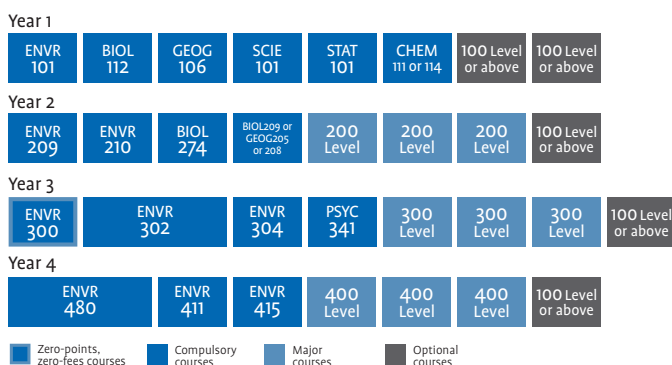 Year 1
ENVR BIOL GEOG SCIE STAT CHEM 100 Level 100 Level
101 112 106 101 101 111 or 114 or above or above
Year 2
ENVR ENVR BIOL BIOL209 or 200 200 200 100 Level
209 210 274 GEOG205 Level Level Level or above
or 208
Year 3
ENVR ENVR ENVR PSYC 300 300 300 100 Level
300 302 304 341 Level Level Level or above
Year 4
ENVR ENVR ENVR 400 400 400 100 Level
480 411 415 Level Level Level or above
Zero-points, Compulsory Major Optional
zero-fees courses courses courses courses